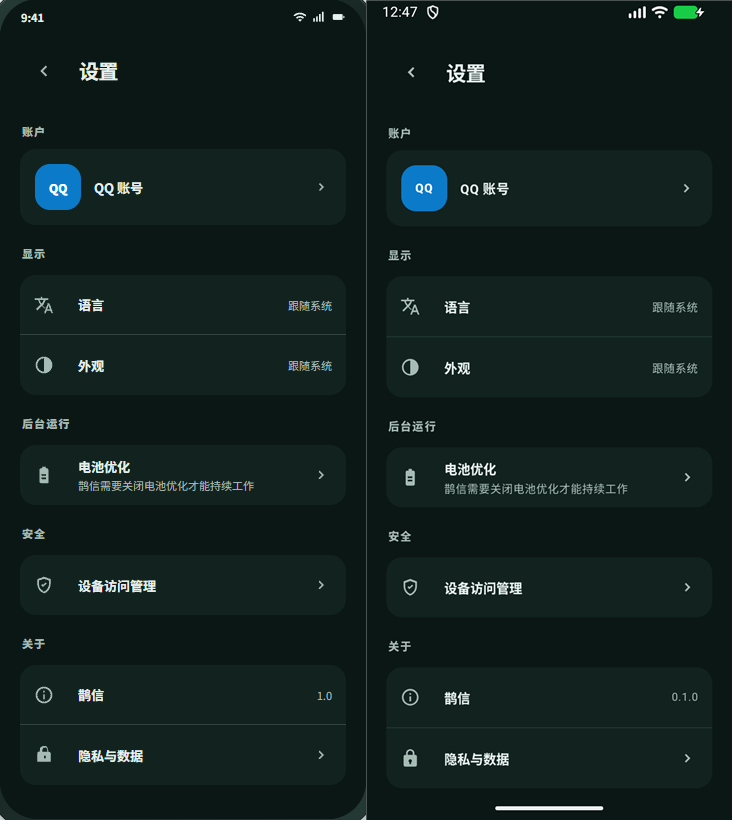 9:41
设置
账户
QQ QQ 账号
显示
语言 跟随系统
外观 跟随系统
后台运行
电池优化
鹊信需要关闭电池优化才能持续工作
安全
设备访问管理
关于
鹊信 1.0
隐私与数据
12:47
设置
账户
QQ QQ 账号
显示
语言 跟随系统
外观 跟随系统
后台运行
电池优化
鹊信需要关闭电池优化才能持续工作
安全
设备访问管理
关于
鹊信 0.1.0
隐私与数据